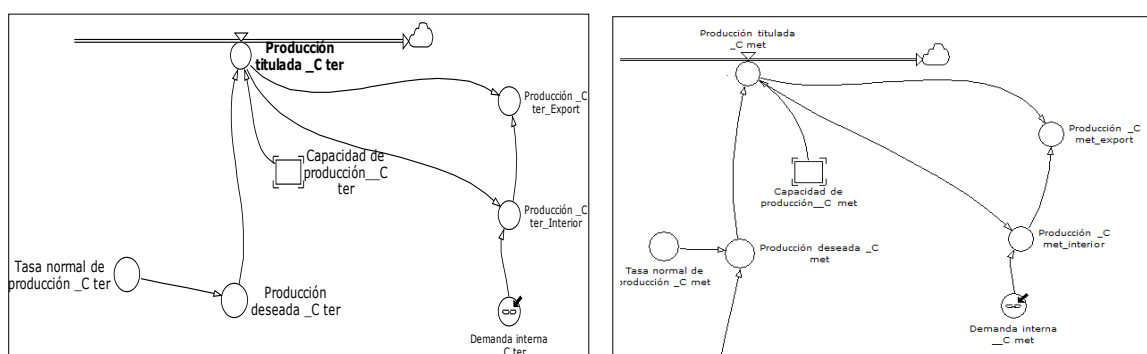 Producción
titulada _C ter
Producción _C
ter_Export
Capacidad de
producción__C
ter
Producción _C
ter_Interior
Tasa normal de
producción _C ter
Producción
deseada _C ter
Demanda interna
C ter
Producción titulada
_C met
Producción _C
met_export
Capacidad de
producción__C met
Producción _C
met_interior
Producción deseada _C
met
Tasa normal de
producción _C met
Demanda interna
__C met